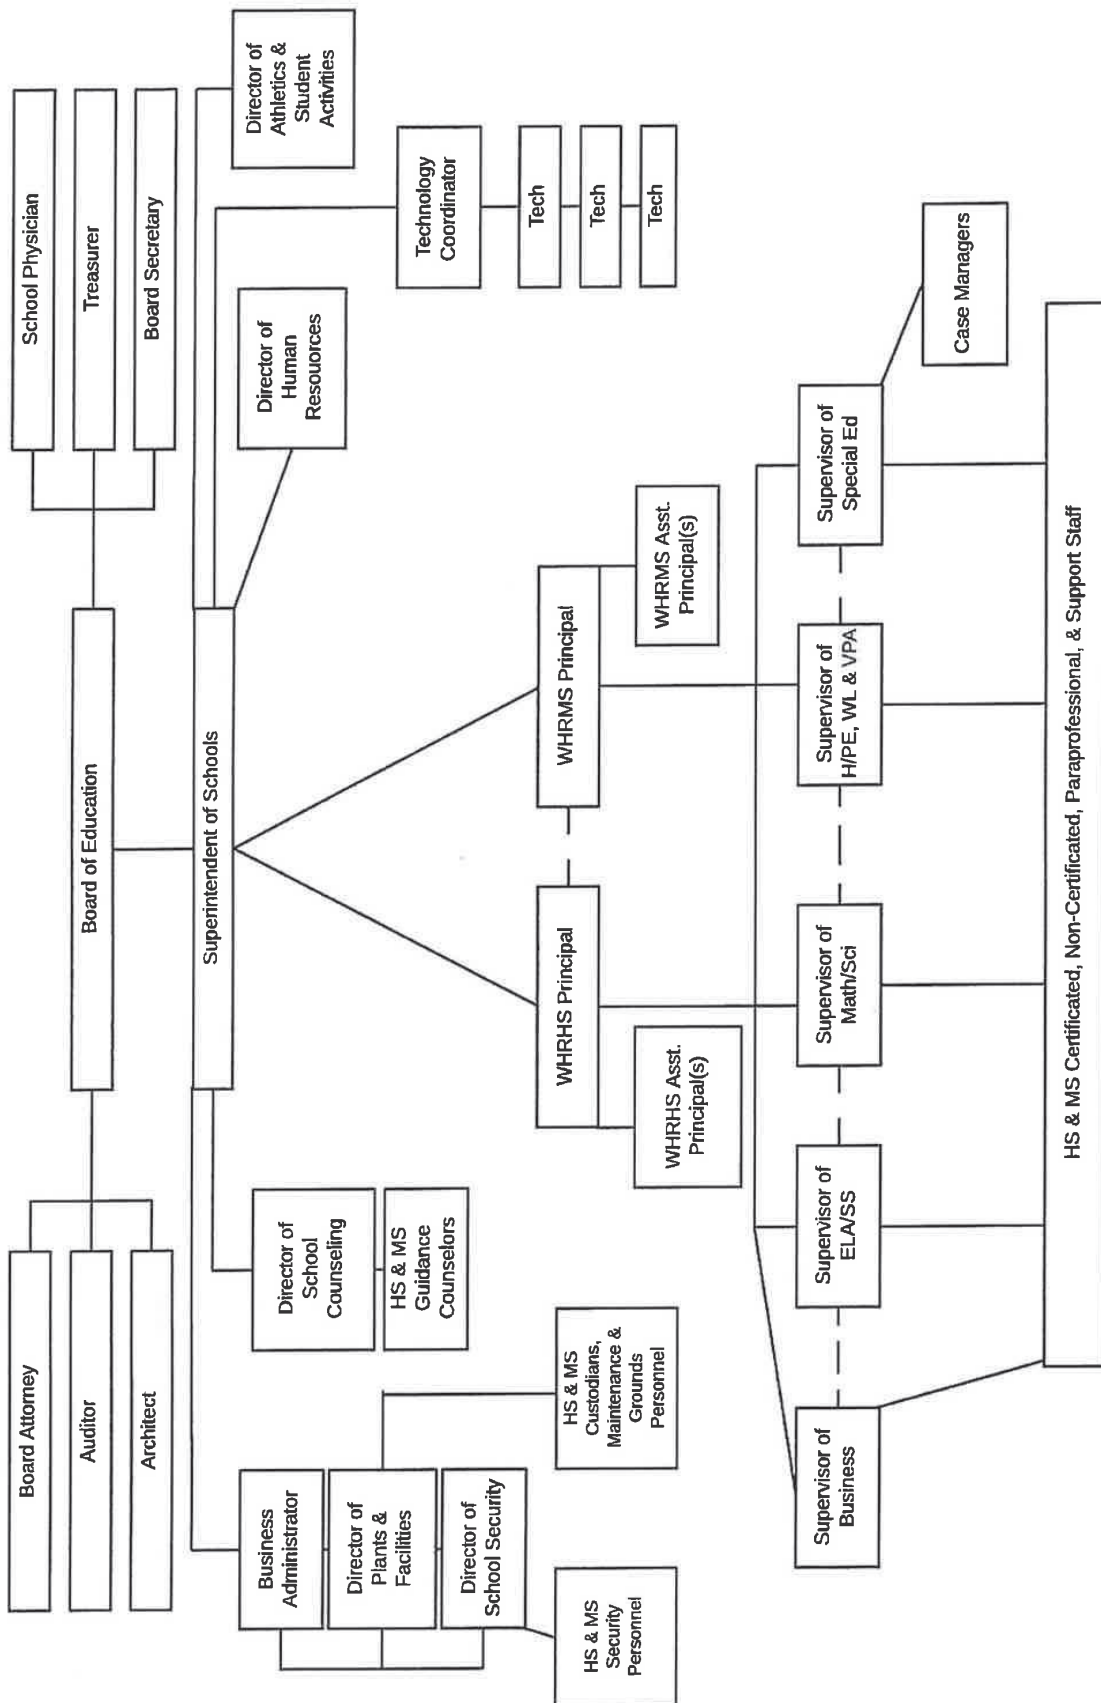 Board Attorney
Auditor
Architect
Board of Education
School Physician
Treasurer
Board Secretary
Superintendent of Schools
Business
Administrator
Director of
Plants &
Facilities
Director of
School Security
HS & MS
Security
Personnel
HS & MS
Custodians,
Maintenance &
Grounds
Personnel
Director of
School
Counseling
HS & MS
Guidance
Counselors
Director of
Human
Resouorces
Technology
Coordinator
Tech
Tech
Tech
Director of
Athletics &
Student
Activities
WHRHS Principal
WHRMS Principal
WHRHS Asst.
Principal(s)
WHRMS Asst.
Principal(s)
Supervisor of
Business
Supervisor of
ELA/SS
Supervisor of
Math/Sci
Supervisor of
H/PE, WL & VPA
Supervisor of
Special Ed
Case Managers
HS & MS Certificated, Non-Certificated, Paraprofessional, & Support Staff